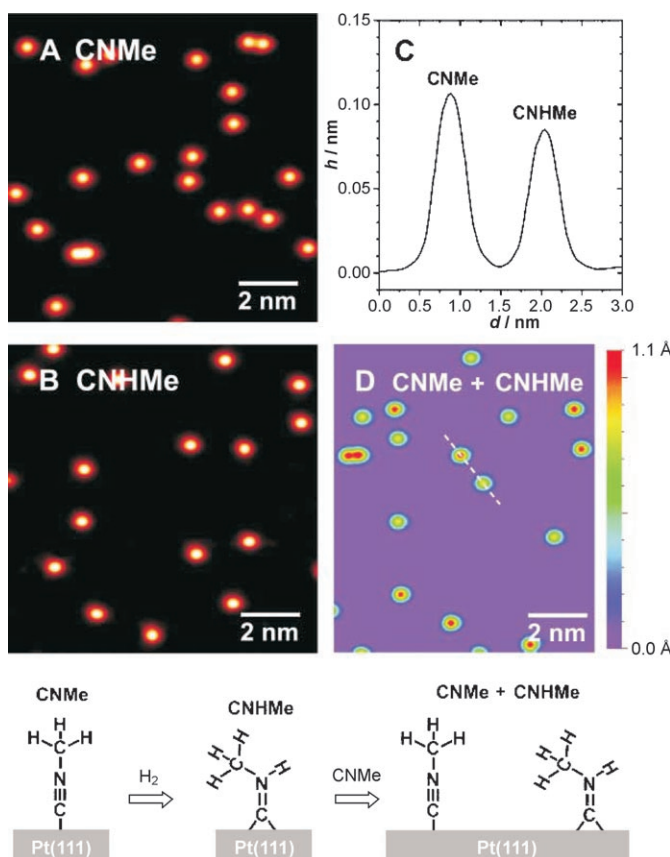 A CNMe
2 nm
C
CNMe
CNHMe
h / nm
0.15
0.10
0.05
0.00
0.0 0.5 1.0 1.5 2.0 2.5 3.0
d / nm
B CNHMe
2 nm
D CNMe + CNHMe
2 nm
1.1 Å
0.0 Å
CNMe
H
H C H
N
C
Pt(111)
H₂
CNHMe
H
H C H
H N
C
Pt(111)
CNMe
CNMe + CNHMe
H
H C H
N
C
H
H C H
H N
C
Pt(111)